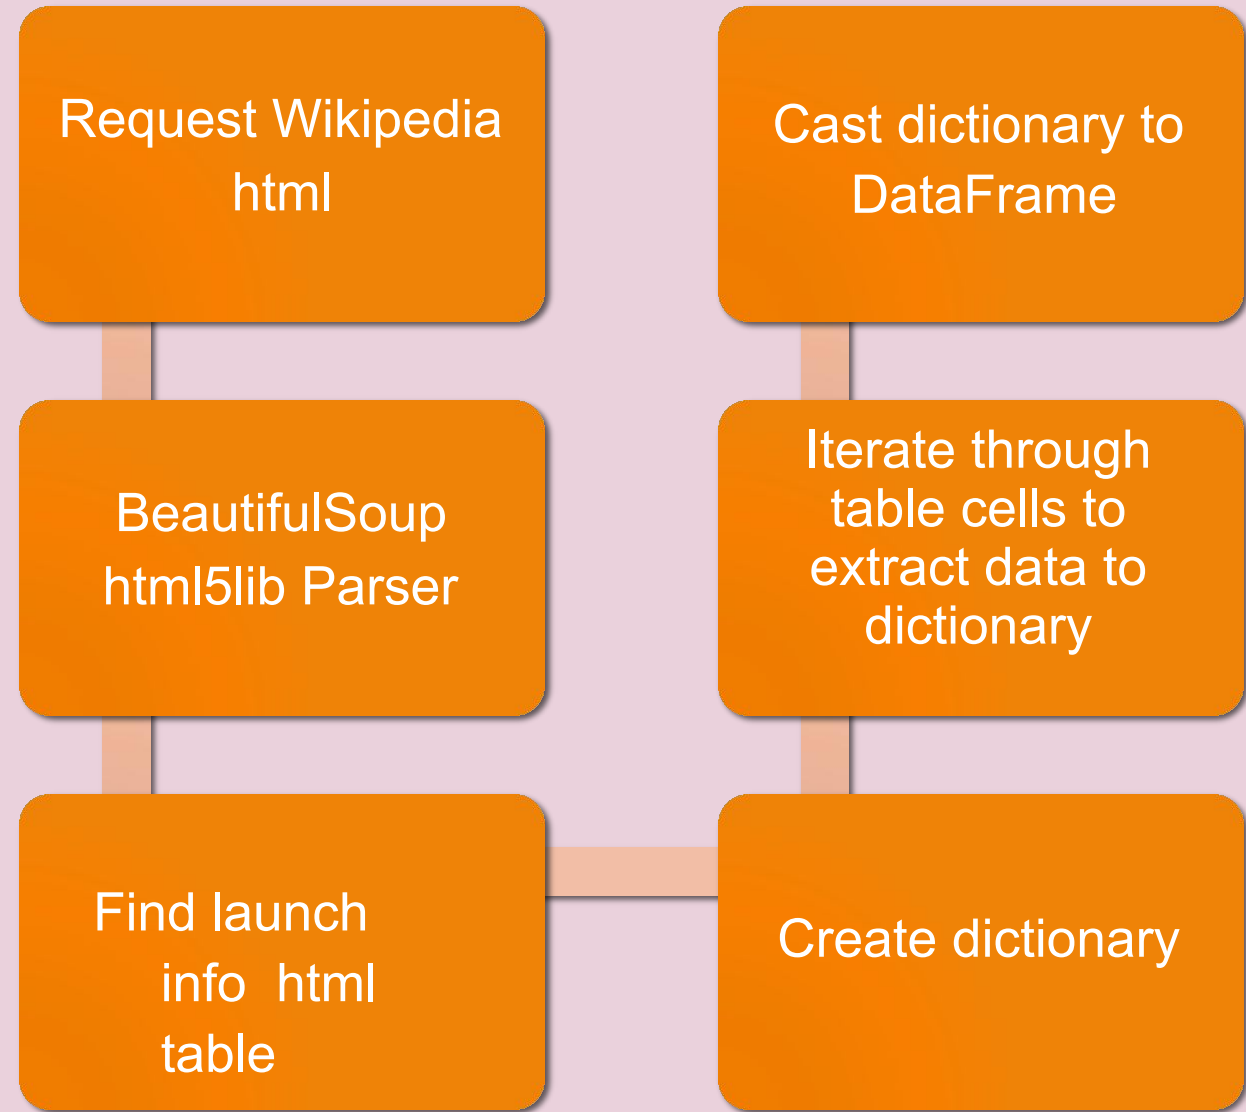 Request Wikipedia
html
BeautifulSoup
html5lib Parser
Find launch
info html
table
Create dictionary
Iterate through
table cells to
extract data to
dictionary
Cast dictionary to
DataFrame